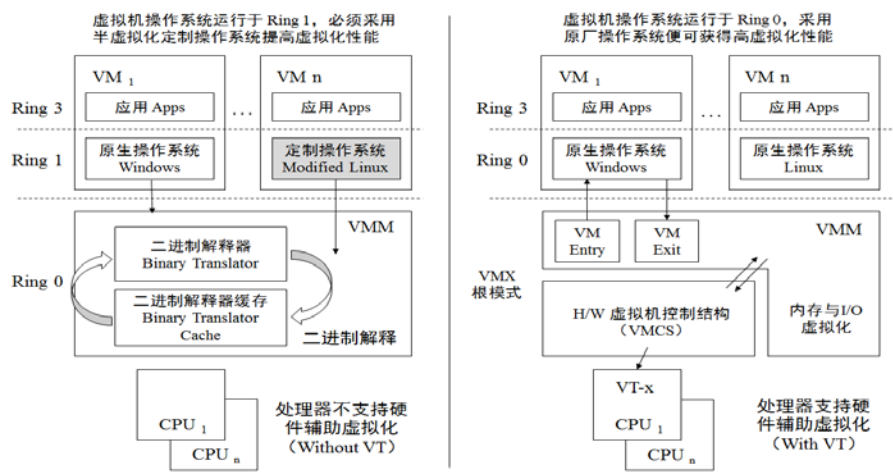 虚拟机操作系统运行于 Ring 1，必须采用
半虚拟化定制操作系统提高虚拟化性能
VM 1
VM n
Ring 3
应用 Apps
…
应用 Apps
Ring 1
原生操作系统
Windows
定制操作系统
Modified Linux
VMM
Ring 0
二进制解释器
Binary Translator
二进制解释器缓存
Binary Translator
Cache
二进制解释
CPU 1
CPU n
处理器不支持硬
件辅助虚拟化
（Without VT）
虚拟机操作系统运行于 Ring 0，采用
原厂操作系统便可获得高虚拟化性能
VM 1
VM n
Ring 3
应用 Apps
…
应用 Apps
Ring 0
原生操作系统
Windows
原生操作系统
Linux
VM
Entry
VM
Exit
VMM
VMX
根模式
H/W 虚拟机控制结构
（VMCS）
内存与I/O
虚拟化
VT-x
CPU 1
CPU n
处理器支持硬
件辅助虚拟化
（With VT）